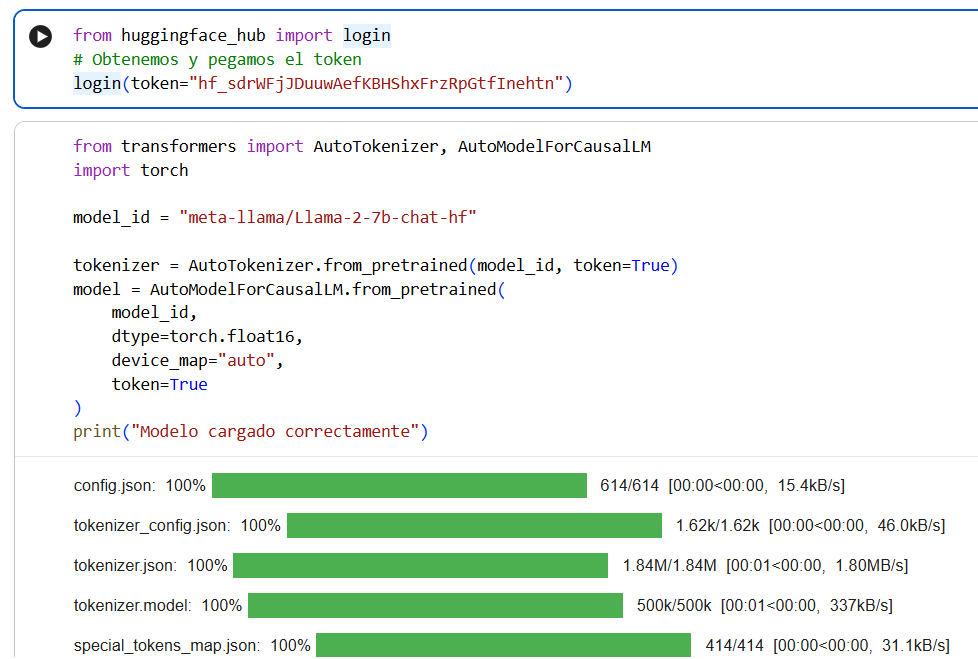 from huggingface_hub import login
# Obtenemos y pegamos el token
login(token="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")
from transformers import AutoTokenizer, AutoModelForCausalLM
import torch
model_id = "meta-llama/Llama-2-7b-chat-hf"
tokenizer = AutoTokenizer.from_pretrained(model_id, token=True)
model = AutoModelForCausalLM.from_pretrained(
    model_id,
    dtype=torch.float16,
    device_map="auto",
    token=True
)
print("Modelo cargado correctamente")
config.json: 100% 614/614 [00:00<00:00, 15.4kB/s]
tokenizer_config.json: 100% 1.62k/1.62k [00:00<00:00, 46.0kB/s]
tokenizer.json: 100% 1.84M/1.84M [00:01<00:00, 1.80MB/s]
tokenizer.model: 100% 500k/500k [00:01<00:00, 337kB/s]
special_tokens_map.json: 100% 414/414 [00:00<00:00, 31.1kB/s]